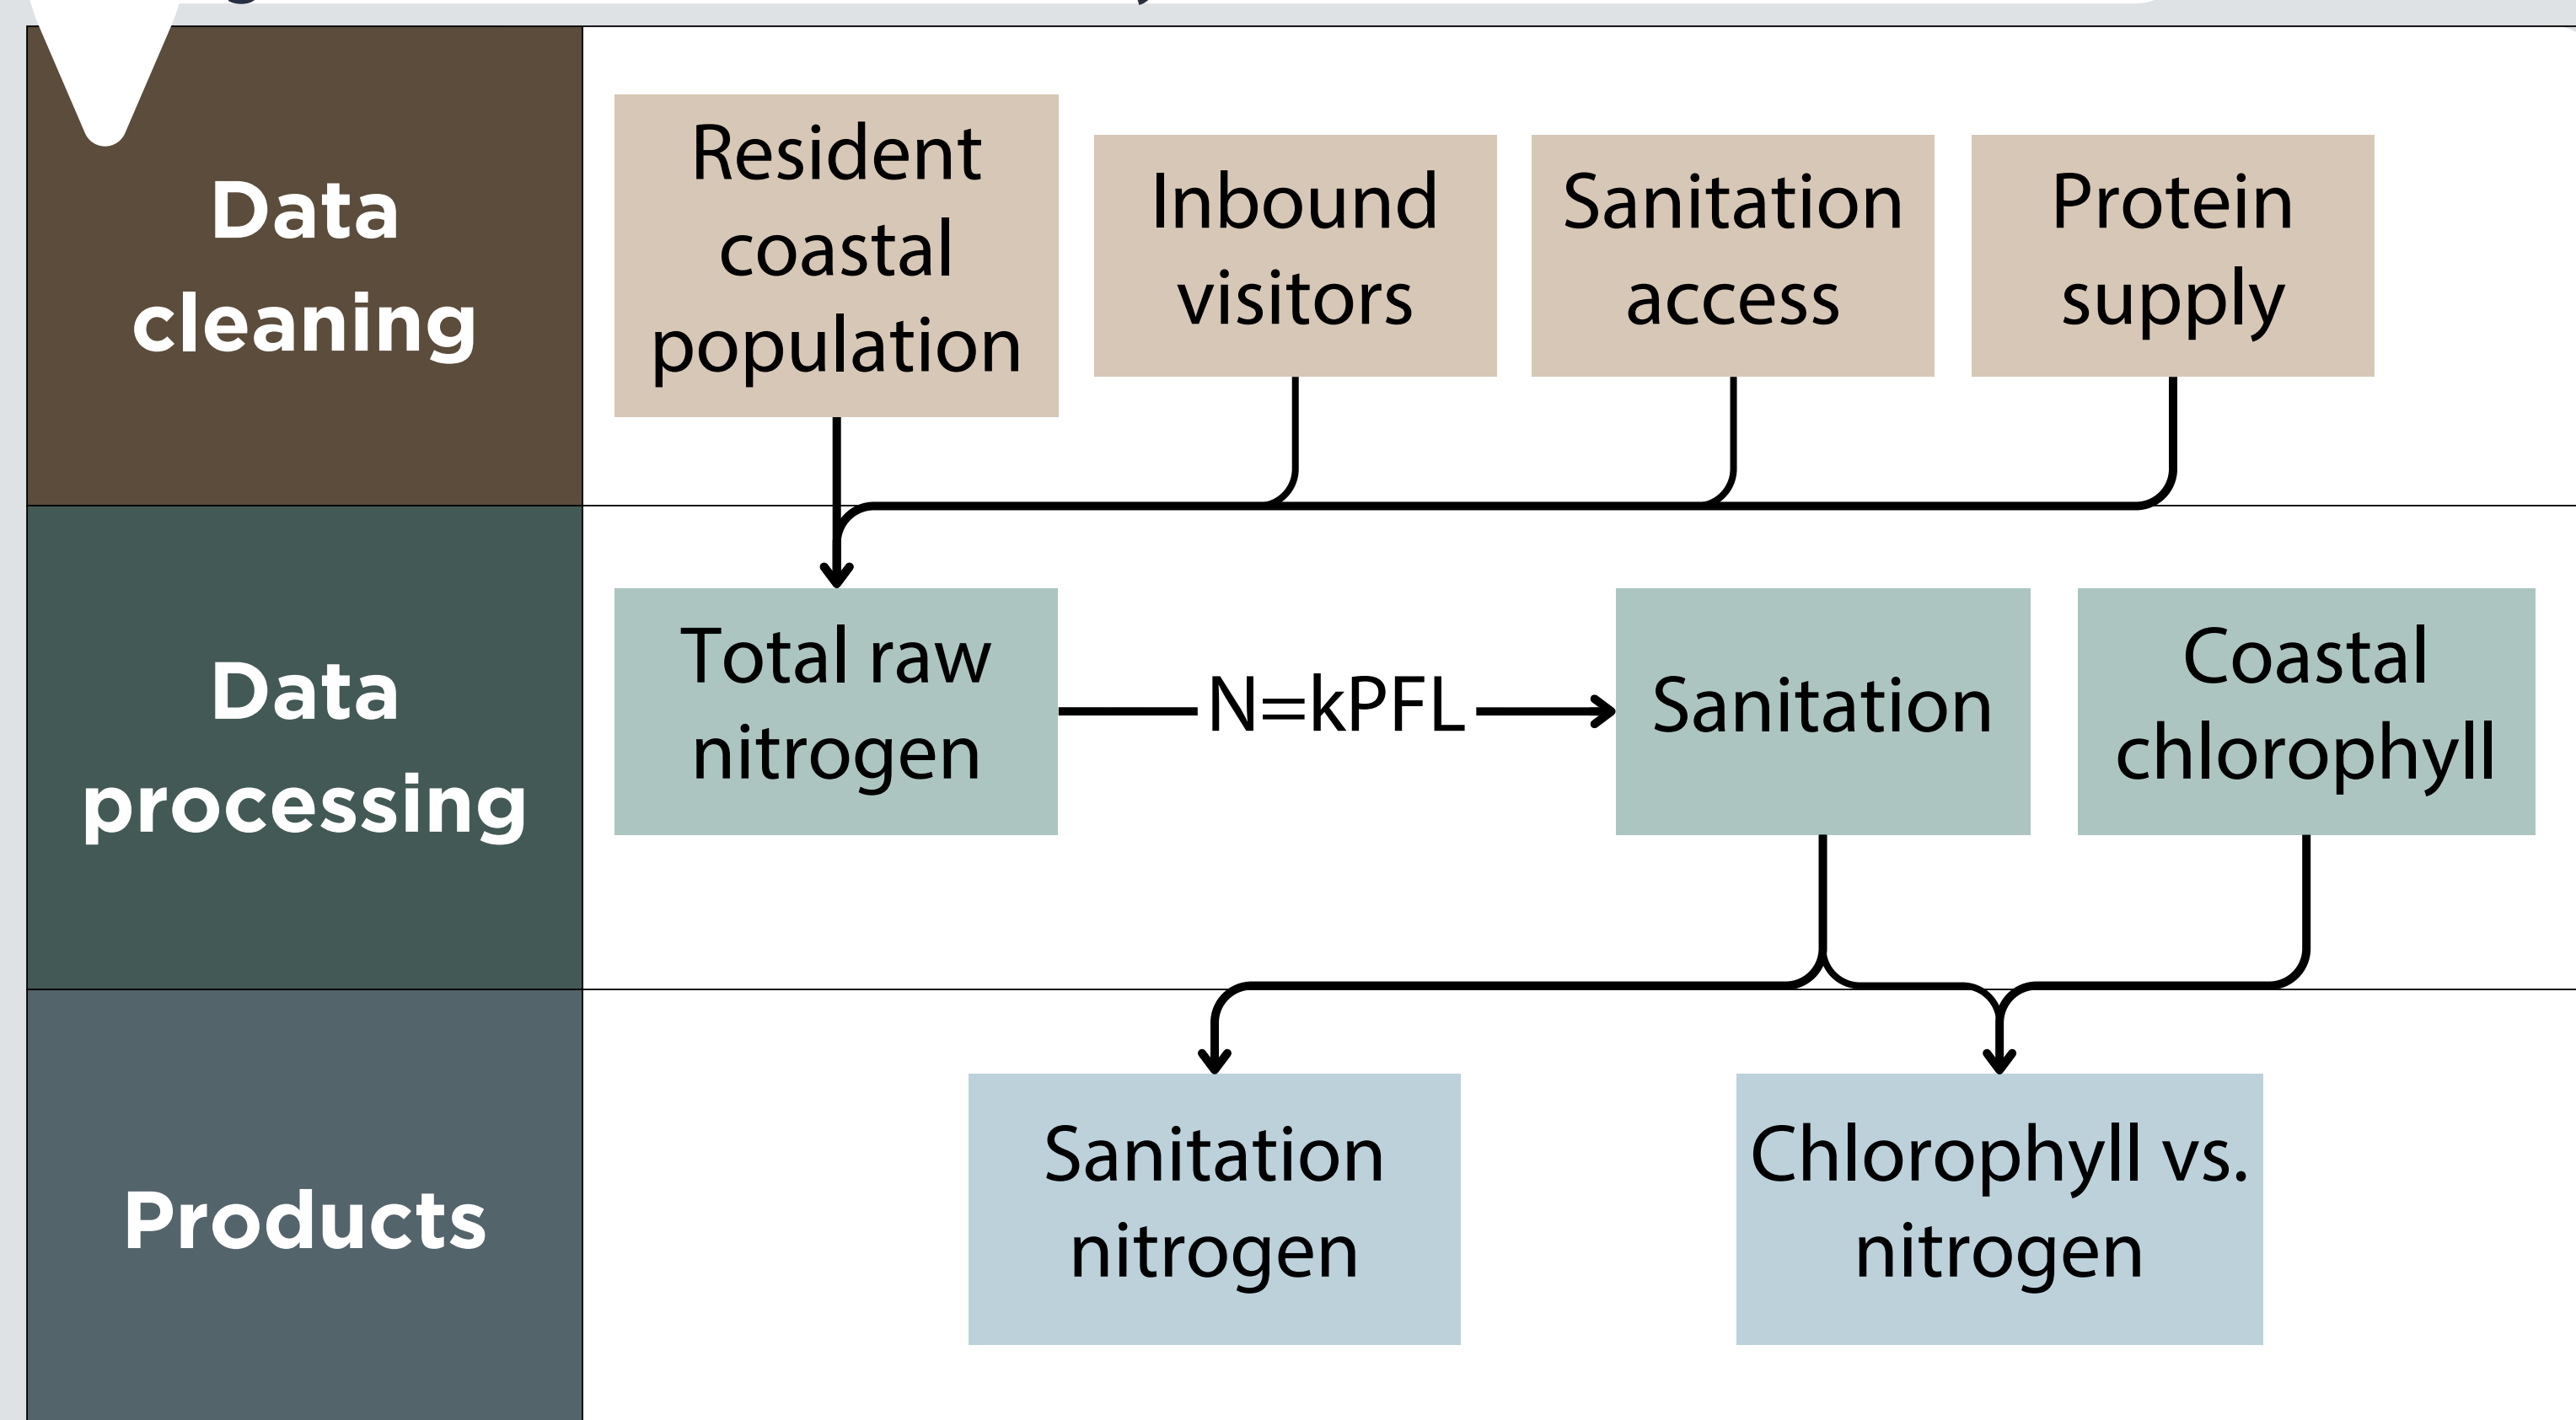 Data
cleaning
Resident
coastal
population
Inbound
visitors
Sanitation
access
Protein
supply
Data
processing
Total raw
nitrogen
N=kPFL
Sanitation
Coastal
chlorophyll
Products
Sanitation
nitrogen
Chlorophyll vs.
nitrogen